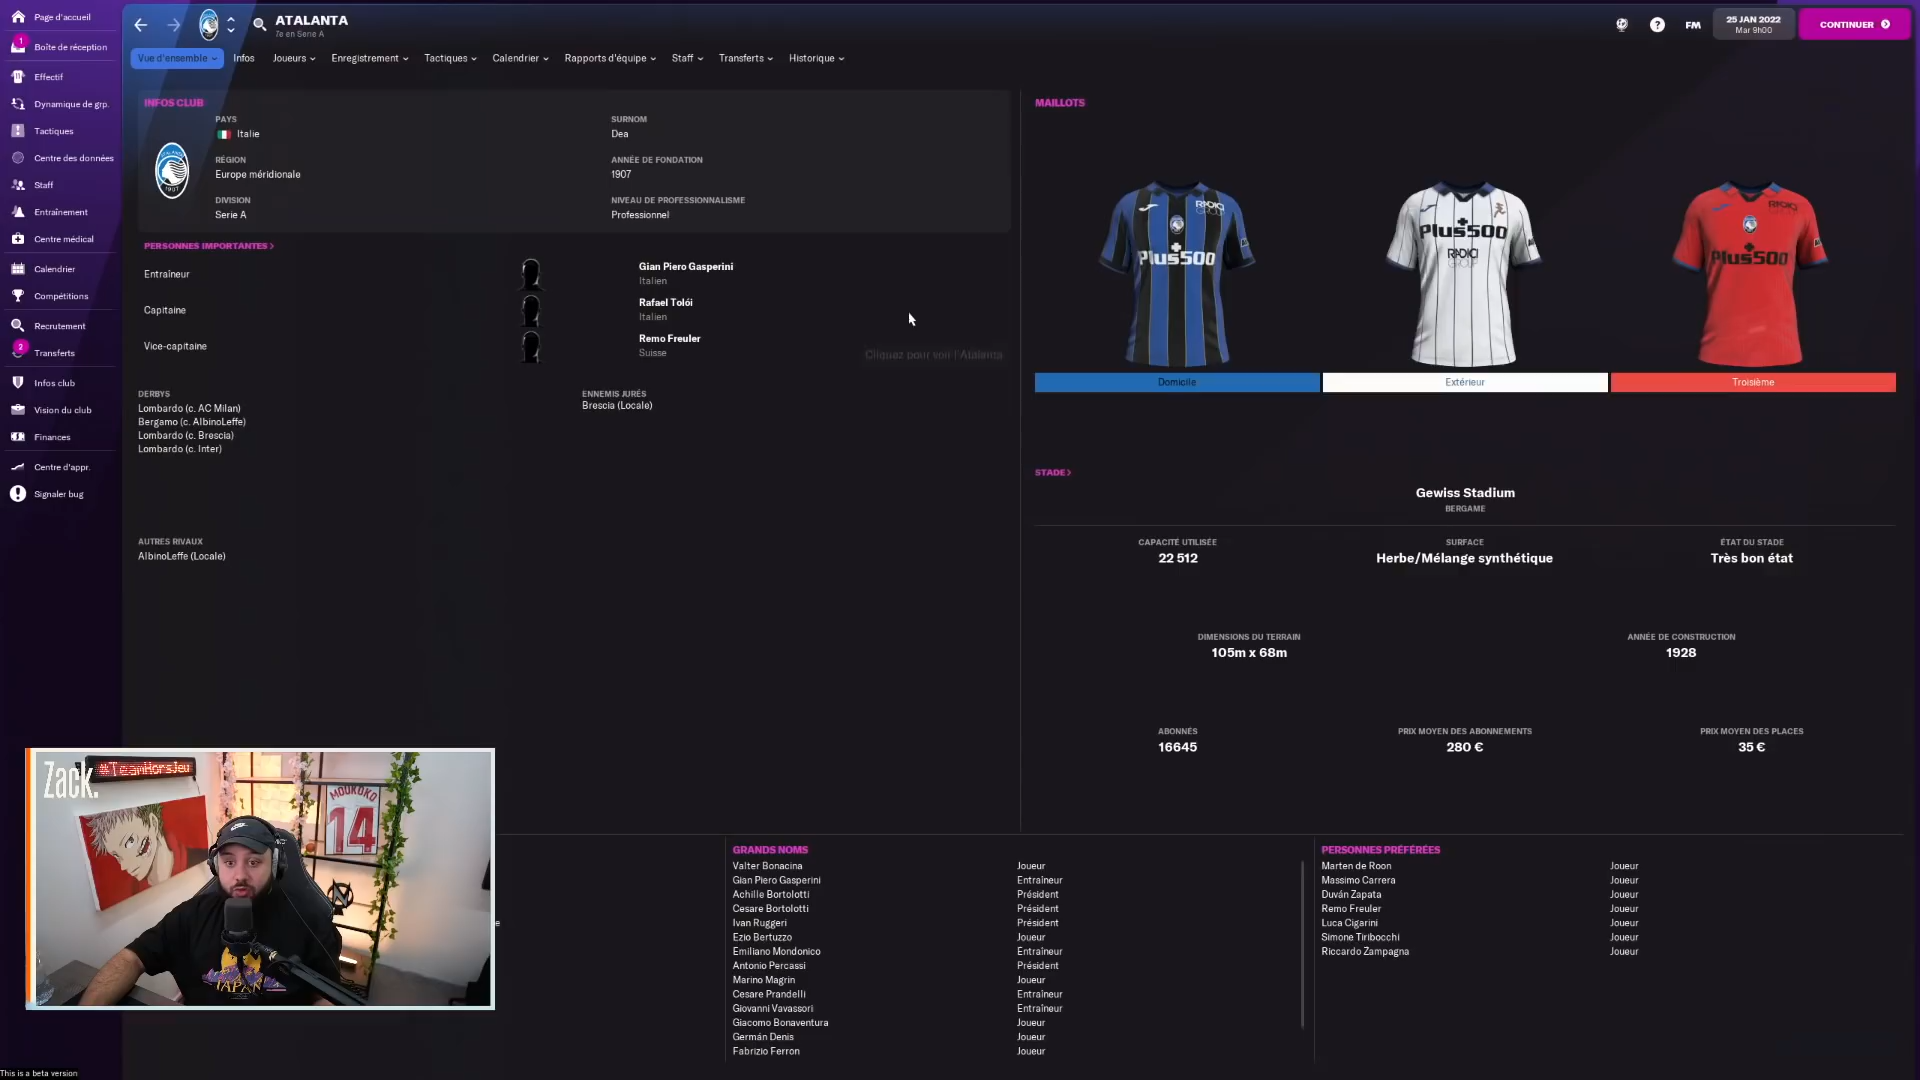 Page d'accueil
Boîte de réception
1
Effectif
Dynamique de grp.
Tactiques
Centre des données
Staff
Entraînement
Centre médical
Calendrier
Compétitions
Recrutement
Transferts
2
Infos club
Vision du club
Finances
Centre d'appr.
Signaler bug
ATALANTA
7e en Serie A
FM
25 JAN 2022
Mar 9h00
CONTINUER
Vue d'ensemble
Infos
Joueurs
Enregistrement
Tactiques
Calendrier
Rapports d'équipe
Staff
Transferts
Historique
INFOS CLUB
PAYS
Italie
SURNOM
Dea
RÉGION
Europe méridionale
ANNÉE DE FONDATION
1907
DIVISION
Serie A
NIVEAU DE PROFESSIONNALISME
Professionnel
PERSONNES IMPORTANTES >
Entraîneur
Gian Piero Gasperini
Italien
Capitaine
Rafael Tolói
Italien
Vice-capitaine
Remo Freuler
Suisse
Cliquez pour voir l'Atalanta
DERBYS
Lombardo (c. AC Milan)
Bergamo (c. AlbinoLeffe)
Lombardo (c. Brescia)
Lombardo (c. Inter)
ENNEMIS JURÉS
Brescia (Locale)
AUTRES RIVAUX
AlbinoLeffe (Locale)
MAILLOTS
RADICI GROUP
Plus500
Plus500
RADICI GROUP
RADICI GROUP
Plus500
Domicile
Extérieur
Troisième
STADE >
Gewiss Stadium
BERGAME
CAPACITÉ UTILISÉE
22 512
SURFACE
Herbe/Mélange synthétique
ÉTAT DU STADE
Très bon état
DIMENSIONS DU TERRAIN
105m x 68m
ANNÉE DE CONSTRUCTION
1928
ABONNÉS
16645
PRIX MOYEN DES ABONNEMENTS
280 €
PRIX MOYEN DES PLACES
35 €
Zack.
#TeamHorsJeu
MOUKOKO
14
JAPAN
GRANDS NOMS
Valter Bonacina Joueur
Gian Piero Gasperini Entraîneur
Achille Bortolotti Président
Cesare Bortolotti Président
Ivan Ruggeri Président
Ezio Bertuzzo Joueur
Emiliano Mondonico Entraîneur
Antonio Percassi Président
Marino Magrin Joueur
Cesare Prandelli Entraîneur
Giovanni Vavassori Entraîneur
Giacomo Bonaventura Joueur
Germán Denis Joueur
Fabrizio Ferron Joueur
PERSONNES PRÉFÉRÉES
Marten de Roon Joueur
Massimo Carrera Joueur
Duván Zapata Joueur
Remo Freuler Joueur
Luca Cigarini Joueur
Simone Tiribocchi Joueur
Riccardo Zampagna Joueur
This is a beta version